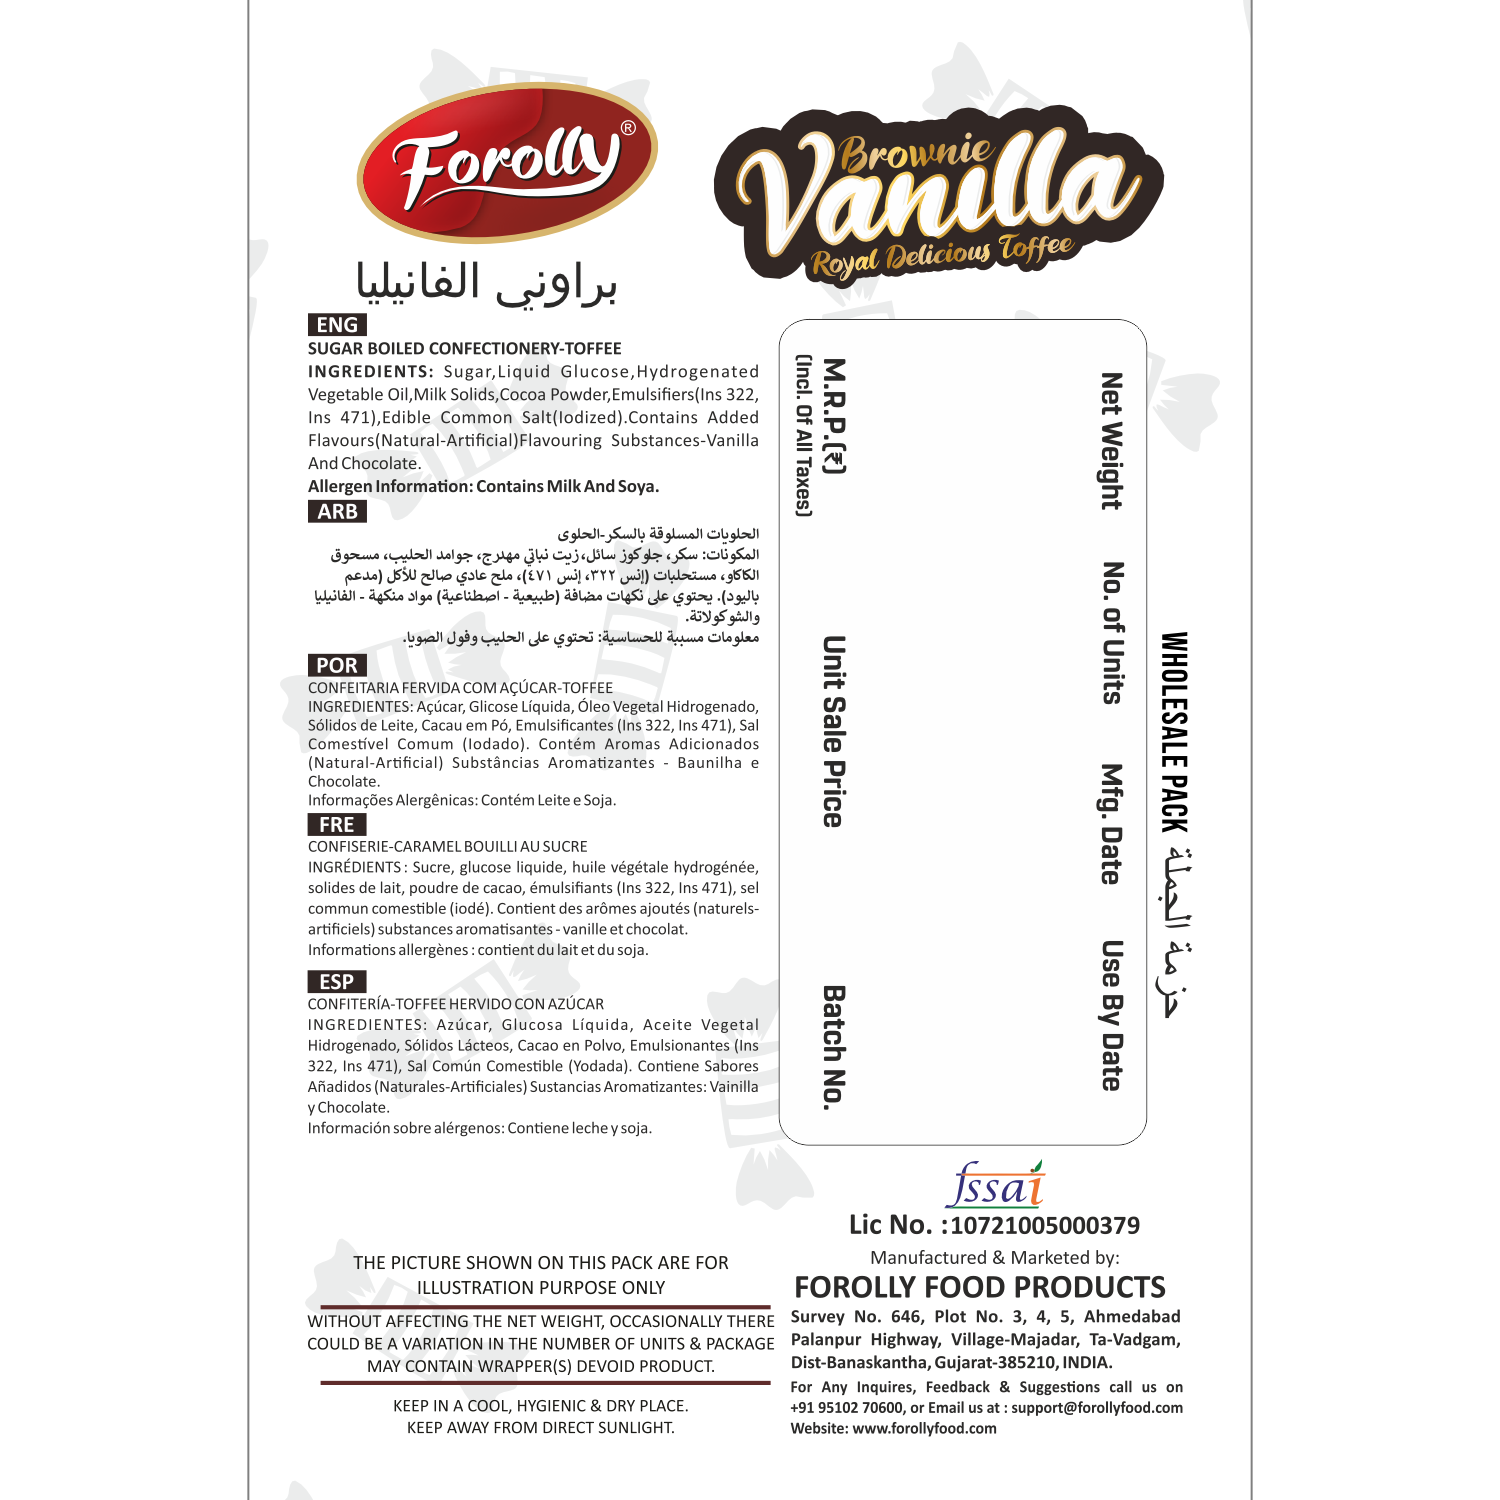 Forolly®
براوني الفانيليا
Brownie
Vanilla
Royal Delicious Toffee
ENG
SUGAR BOILED CONFECTIONERY-TOFFEE
INGREDIENTS: Sugar,Liquid Glucose,Hydrogenated
Vegetable Oil,Milk Solids,Cocoa Powder,Emulsifiers(Ins 322,
Ins 471),Edible Common Salt(Iodized).Contains Added
Flavours(Natural-Artificial)Flavouring Substances-Vanilla
And Chocolate.
Allergen Information: Contains Milk And Soya.
ARB
الحلويات المسلوقة بالسكر-الحلوى
المكونات: سكر، جلوكوز سائل، زيت نباتي مهدرج، جوامد الحليب، مسحوق
الكاكاو، مستحلبات (إنس ٣٢٢، إنس ٤٧١)، ملح عادي صالح للأكل (مدعم
باليود). يحتوي على نكهات مضافة (طبيعية - اصطناعية) مواد منكهة - الفانيليا
والشوكولاتة.
معلومات مسببة للحساسية: تحتوي على الحليب وفول الصويا.
POR
CONFEITARIA FERVIDA COM AÇÚCAR-TOFFEE
INGREDIENTES: Açúcar, Glicose Líquida, Óleo Vegetal Hidrogenado,
Sólidos de Leite, Cacau em Pó, Emulsificantes (Ins 322, Ins 471), Sal
Comestível Comum (Iodado). Contém Aromas Adicionados
(Natural-Artificial) Substâncias Aromatizantes - Baunilha e
Chocolate.
Informações Alergênicas: Contém Leite e Soja.
FRE
CONFISERIE-CARAMEL BOUILLI AU SUCRE
INGRÉDIENTS : Sucre, glucose liquide, huile végétale hydrogénée,
solides de lait, poudre de cacao, émulsifiants (Ins 322, Ins 471), sel
commun comestible (iodé). Contient des arômes ajoutés (naturels-
artificiels) substances aromatisantes - vanille et chocolat.
Informations allergènes : contient du lait et du soja.
ESP
CONFITERÍA-TOFFEE HERVIDO CON AZÚCAR
INGREDIENTES: Azúcar, Glucosa Líquida, Aceite Vegetal
Hidrogenado, Sólidos Lácteos, Cacao en Polvo, Emulsionantes (Ins
322, Ins 471), Sal Común Comestible (Yodada). Contiene Sabores
Añadidos (Naturales-Artificiales) Sustancias Aromatizantes: Vainilla
y Chocolate.
Información sobre alérgenos: Contiene leche y soja.
THE PICTURE SHOWN ON THIS PACK ARE FOR
ILLUSTRATION PURPOSE ONLY
WITHOUT AFFECTING THE NET WEIGHT, OCCASIONALLY THERE
COULD BE A VARIATION IN THE NUMBER OF UNITS & PACKAGE
MAY CONTAIN WRAPPER(S) DEVOID PRODUCT.
KEEP IN A COOL, HYGIENIC & DRY PLACE.
KEEP AWAY FROM DIRECT SUNLIGHT.
WHOLESALE PACK حزمة الجملة
Net Weight
No. of Units
Mfg. Date
Use By Date
M.R.P.(₹)
(Incl. Of All Taxes)
Unit Sale Price
Batch No.
fssai
Lic No. :10721005000379
Manufactured & Marketed by:
FOROLLY FOOD PRODUCTS
Survey No. 646, Plot No. 3, 4, 5, Ahmedabad
Palanpur Highway, Village-Majadar, Ta-Vadgam,
Dist-Banaskantha, Gujarat-385210, INDIA.
For Any Inquires, Feedback & Suggestions call us on
+91 95102 70600, or Email us at : support@forollyfood.com
Website: www.forollyfood.com